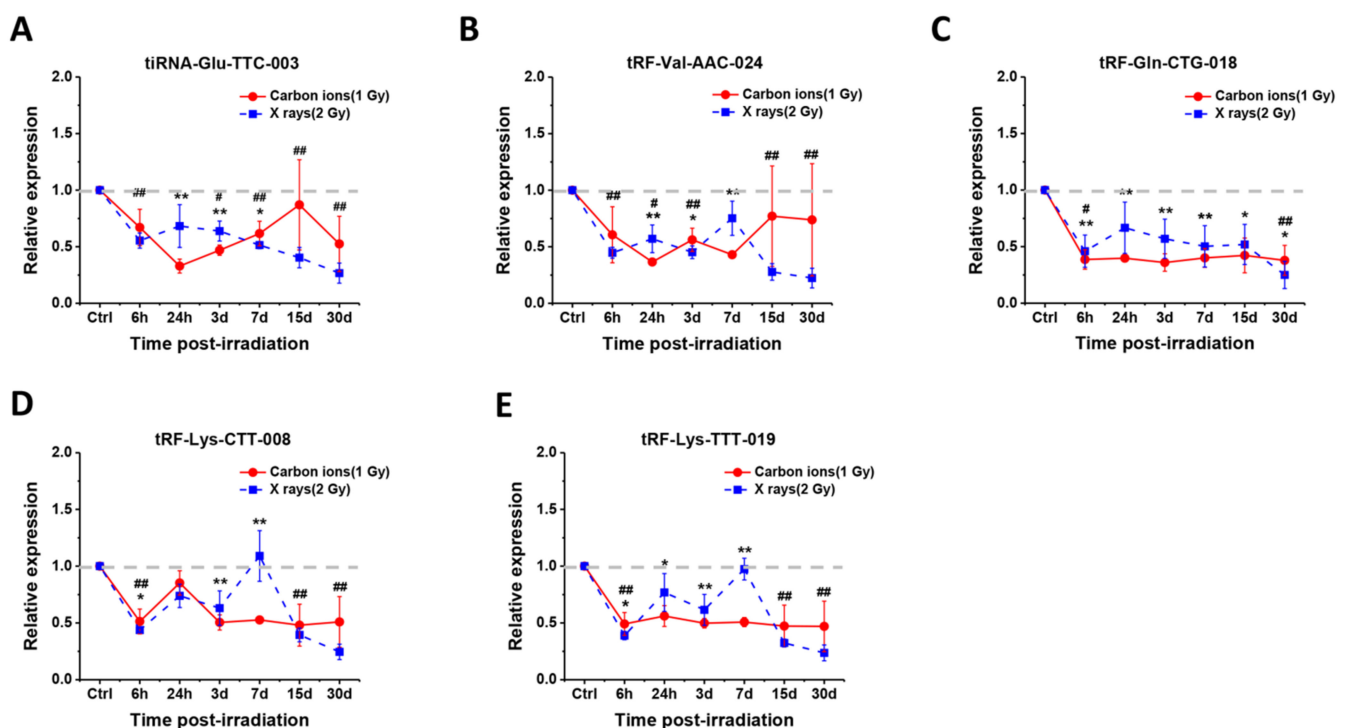 A
tiRNA-Glu-TTC-003
Relative expression
2.0
1.5
1.0
0.5
0.0
Carbon ions(1 Gy)
X rays(2 Gy)
##
**
#
**
##
*
##
##
Ctrl 6h 24h 3d 7d 15d 30d
Time post-irradiation
B
tRF-Val-AAC-024
Relative expression
2.0
1.5
1.0
0.5
0.0
Carbon ions(1 Gy)
X rays(2 Gy)
##
#
**
##
*
**
##
##
Ctrl 6h 24h 3d 7d 15d 30d
Time post-irradiation
C
tRF-Gln-CTG-018
Relative expression
2.0
1.5
1.0
0.5
0.0
Carbon ions(1 Gy)
X rays(2 Gy)
#
**
**
**
**
*
##
*
Ctrl 6h 24h 3d 7d 15d 30d
Time post-irradiation
D
tRF-Lys-CTT-008
Relative expression
2.0
1.5
1.0
0.5
0.0
Carbon ions(1 Gy)
X rays(2 Gy)
##
*
**
**
##
##
Ctrl 6h 24h 3d 7d 15d 30d
Time post-irradiation
E
tRF-Lys-TTT-019
Relative expression
2.0
1.5
1.0
0.5
0.0
Carbon ions(1 Gy)
X rays(2 Gy)
##
*
*
**
**
##
##
Ctrl 6h 24h 3d 7d 15d 30d
Time post-irradiation